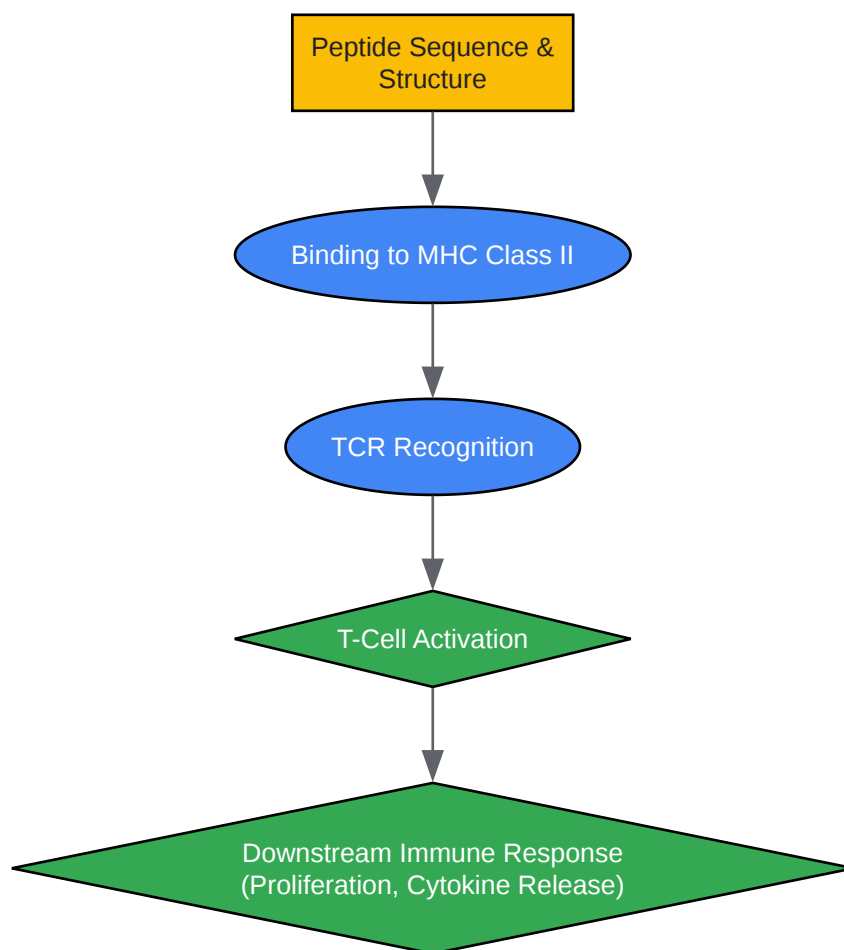 Peptide Sequence &
Structure
Binding to MHC Class II
TCR Recognition
T-Cell Activation
Downstream Immune Response
(Proliferation, Cytokine Release)